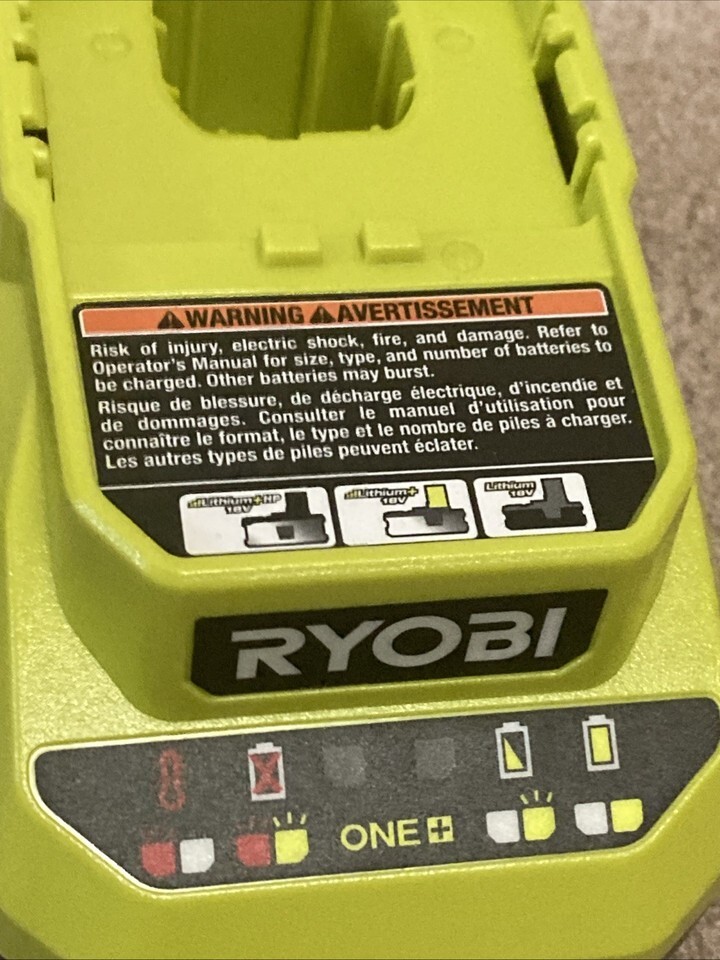 WARNING AVERTISSEMENT
Risk of injury, electric shock, fire, and damage. Refer to
Operator's Manual for size, type, and number of batteries to
be charged. Other batteries may burst.
Risque de blessure, de décharge électrique, d'incendie et
de dommages. Consulter le manuel d'utilisation pour
connaître le format, le type et le nombre de piles à charger.
Les autres types de piles peuvent éclater.
Lithium+HP Lithium+ Lithium
18V 18V 18V
RYOBI
ONE+